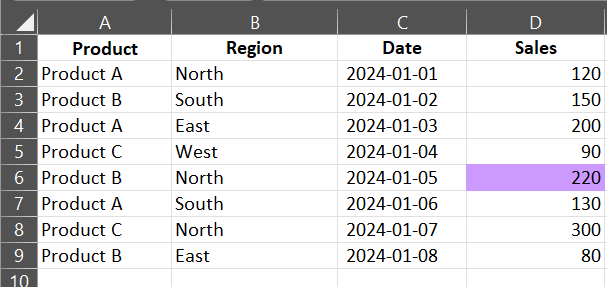 A B C D
1 Product Region Date Sales
2 Product A North 2024-01-01 120
3 Product B South 2024-01-02 150
4 Product A East 2024-01-03 200
5 Product C West 2024-01-04 90
6 Product B North 2024-01-05 220
7 Product A South 2024-01-06 130
8 Product C North 2024-01-07 300
9 Product B East 2024-01-08 80
10